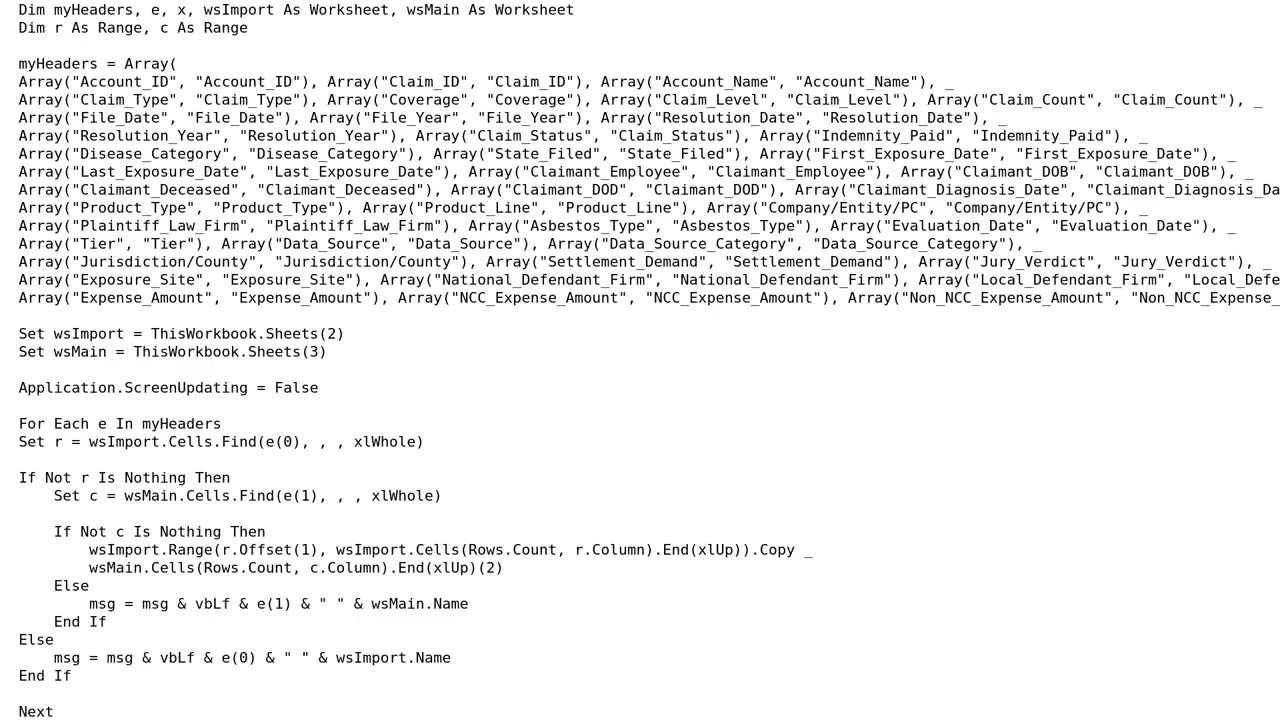 Dim myHeaders, e, x, wsImport As Worksheet, wsMain As Worksheet
Dim r As Range, c As Range
myHeaders = Array(
Array("Account_ID", "Account_ID"), Array("Claim_ID", "Claim_ID"), Array("Account_Name", "Account_Name"), _
Array("Claim_Type", "Claim_Type"), Array("Coverage", "Coverage"), Array("Claim_Level", "Claim_Level"), Array("Claim_Count", "Claim_Count"), _
Array("File_Date", "File_Date"), Array("File_Year", "File_Year"), Array("Resolution_Date", "Resolution_Date"), _
Array("Resolution_Year", "Resolution_Year"), Array("Claim_Status", "Claim_Status"), Array("Indemnity_Paid", "Indemnity_Paid"), _
Array("Disease_Category", "Disease_Category"), Array("State_Filed", "State_Filed"), Array("First_Exposure_Date", "First_Exposure_Date"), _
Array("Last_Exposure_Date", "Last_Exposure_Date"), Array("Claimant_Employee", "Claimant_Employee"), Array("Claimant_DOB", "Claimant_DOB"), _
Array("Claimant_Deceased", "Claimant_Deceased"), Array("Claimant_DOD", "Claimant_DOD"), Array("Claimant_Diagnosis_Date", "Claimant_Diagnosis_Da
Array("Product_Type", "Product_Type"), Array("Product_Line", "Product_Line"), Array("Company/Entity/PC", "Company/Entity/PC"), _
Array("Plaintiff_Law_Firm", "Plaintiff_Law_Firm"), Array("Asbestos_Type", "Asbestos_Type"), Array("Evaluation_Date", "Evaluation_Date"), _
Array("Tier", "Tier"), Array("Data_Source", "Data_Source"), Array("Data_Source_Category", "Data_Source_Category"), _
Array("Jurisdiction/County", "Jurisdiction/County"), Array("Settlement_Demand", "Settlement_Demand"), Array("Jury_Verdict", "Jury_Verdict"), _
Array("Exposure_Site", "Exposure_Site"), Array("National_Defendant_Firm", "National_Defendant_Firm"), Array("Local_Defendant_Firm", "Local_Defe
Array("Expense_Amount", "Expense_Amount"), Array("NCC_Expense_Amount", "NCC_Expense_Amount"), Array("Non_NCC_Expense_Amount", "Non_NCC_Expense_
Set wsImport = ThisWorkbook.Sheets(2)
Set wsMain = ThisWorkbook.Sheets(3)
Application.ScreenUpdating = False
For Each e In myHeaders
Set r = wsImport.Cells.Find(e(0), , , xlWhole)
If Not r Is Nothing Then
    Set c = wsMain.Cells.Find(e(1), , , xlWhole)
    If Not c Is Nothing Then
        wsImport.Range(r.Offset(1), wsImport.Cells(Rows.Count, r.Column).End(xlUp)).Copy _
        wsMain.Cells(Rows.Count, c.Column).End(xlUp)(2)
    Else
        msg = msg & vbLf & e(1) & " " & wsMain.Name
    End If
Else
    msg = msg & vbLf & e(0) & " " & wsImport.Name
End If
Next